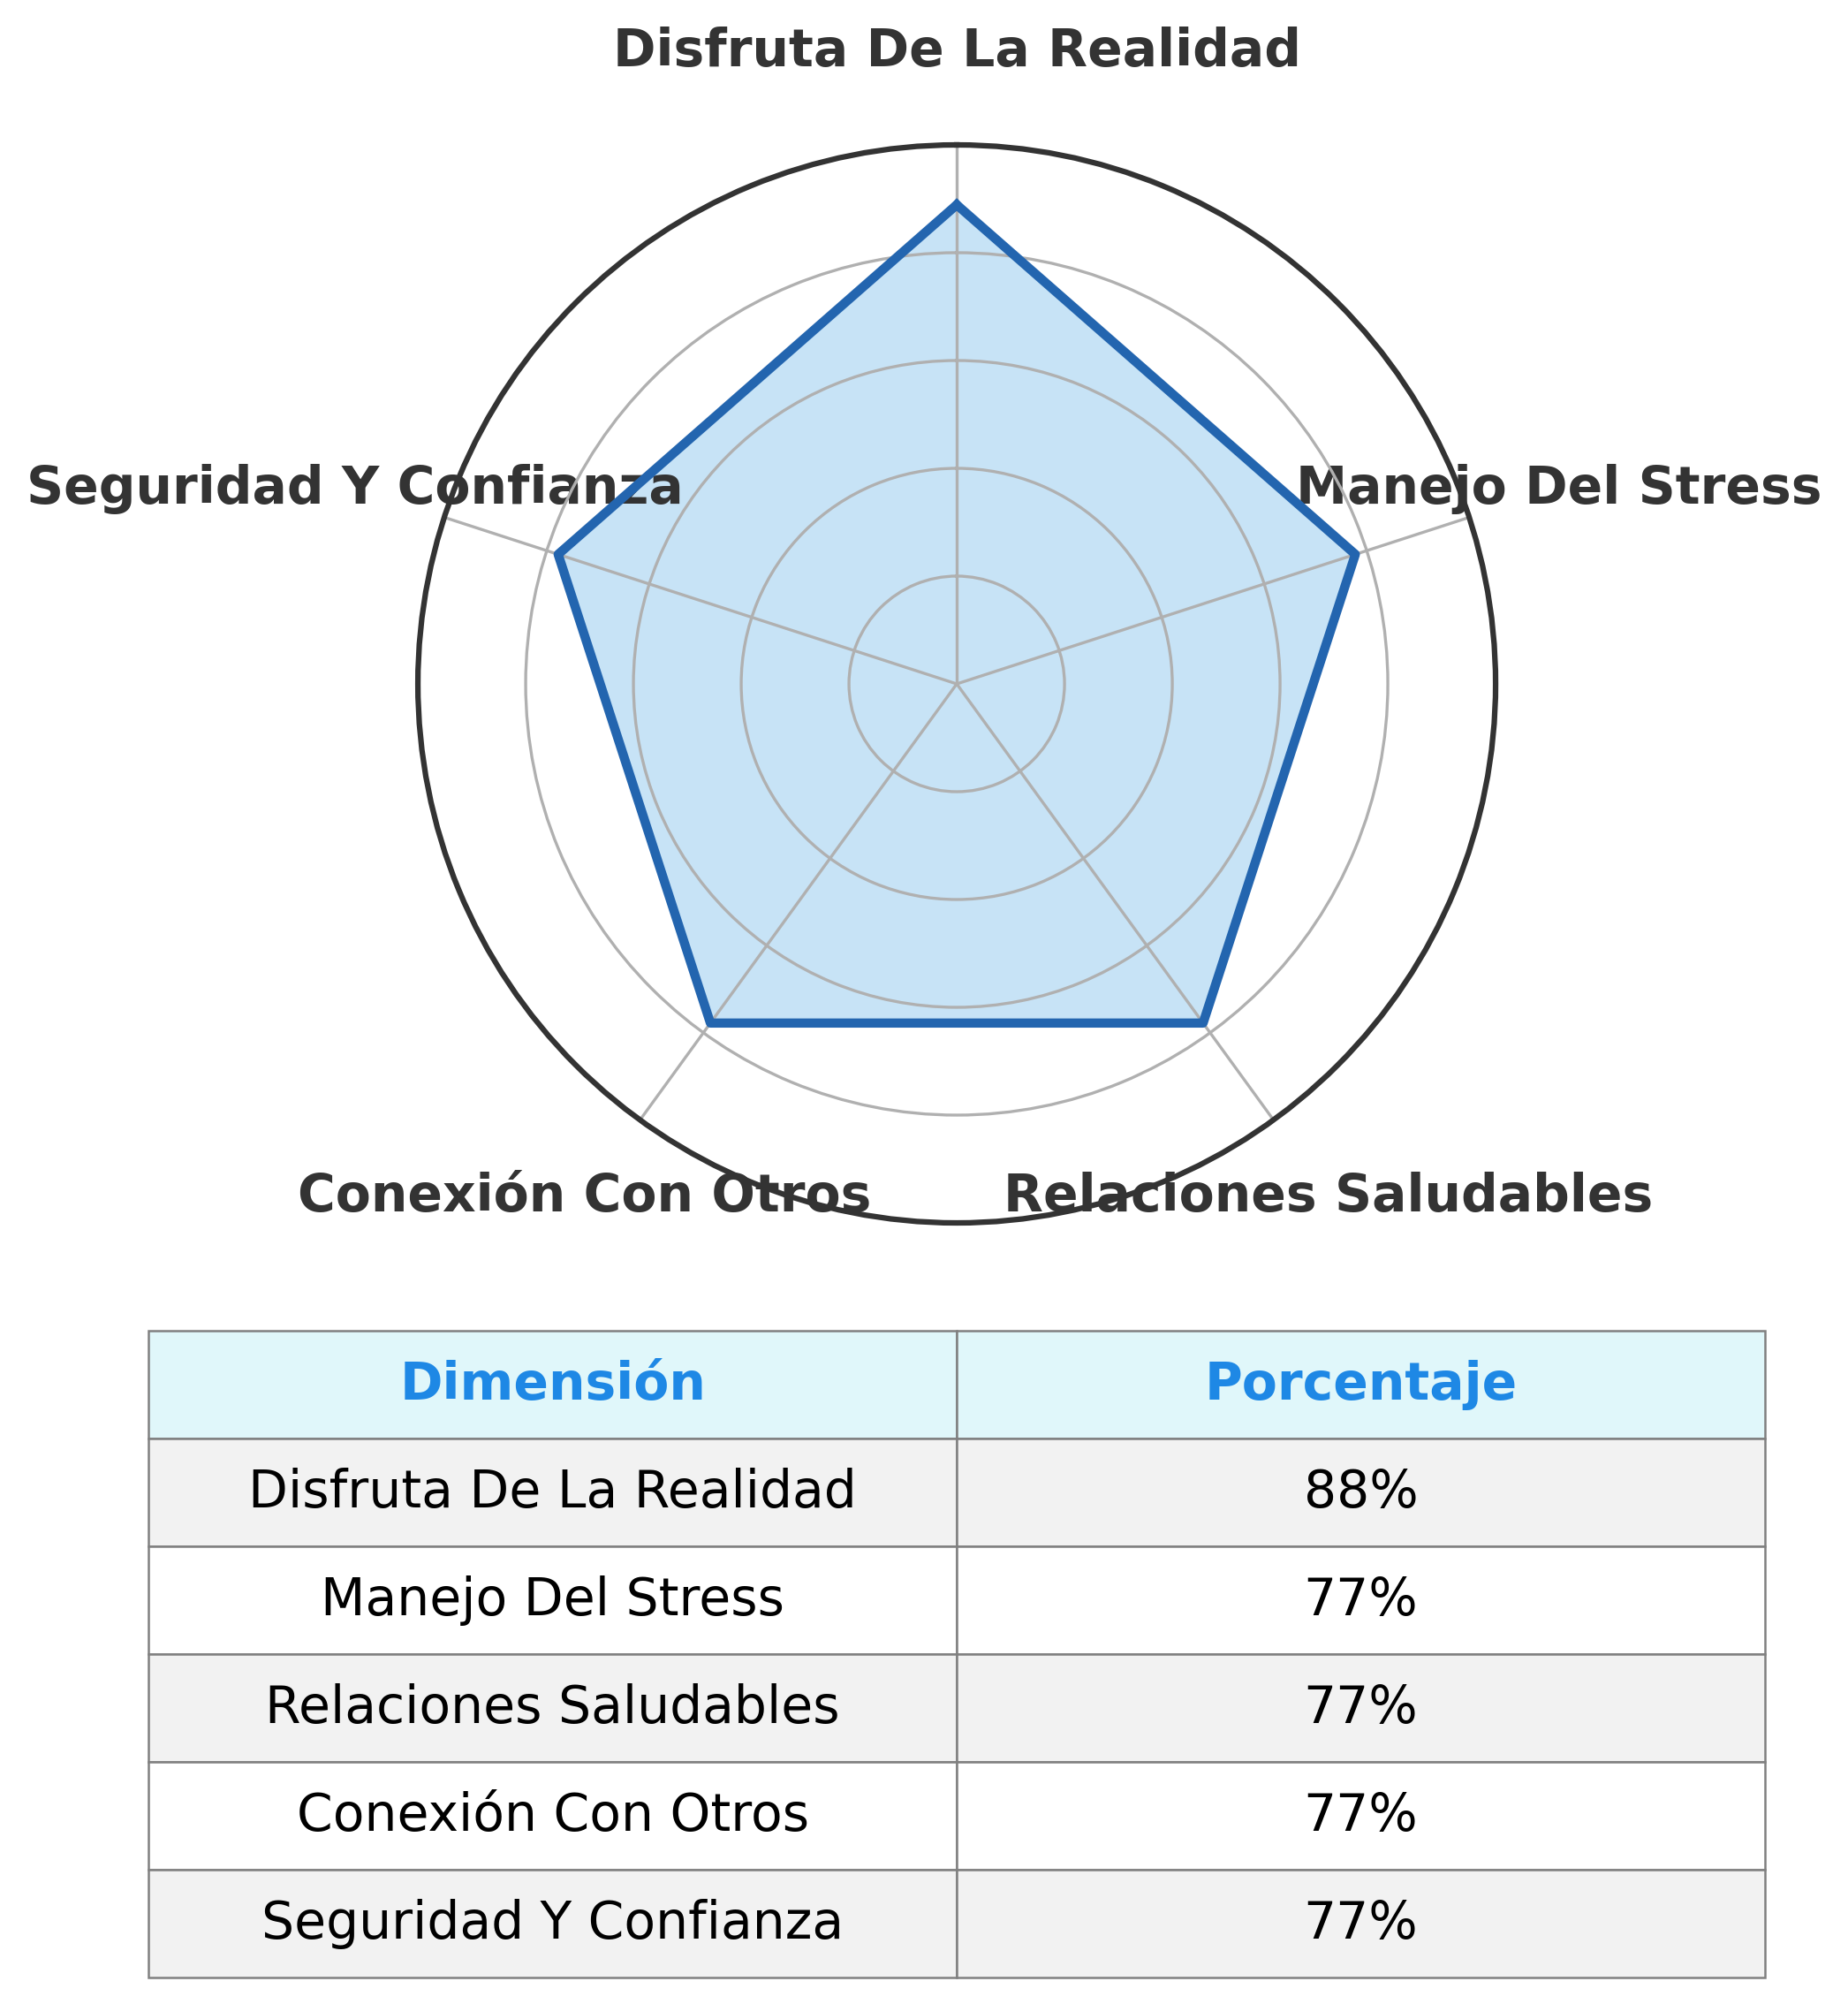 Disfruta De La Realidad
Seguridad Y Confianza
Manejo Del Stress
Conexión Con Otros
Relaciones Saludables
Dimensión Porcentaje
Disfruta De La Realidad 88%
Manejo Del Stress 77%
Relaciones Saludables 77%
Conexión Con Otros 77%
Seguridad Y Confianza 77%